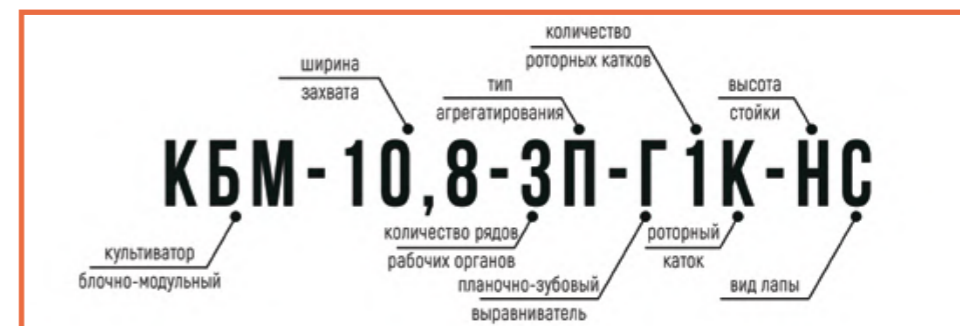 количество
роторных катков
ширина
захвата
тип
агрегатирования
высота
стойки
КБМ-10,8-3П-Г1К-НС
культиватор
блочно-модульный
количество рядов
рабочих органов
планочно-зубовый
выравниватель
роторный
каток
вид лапы